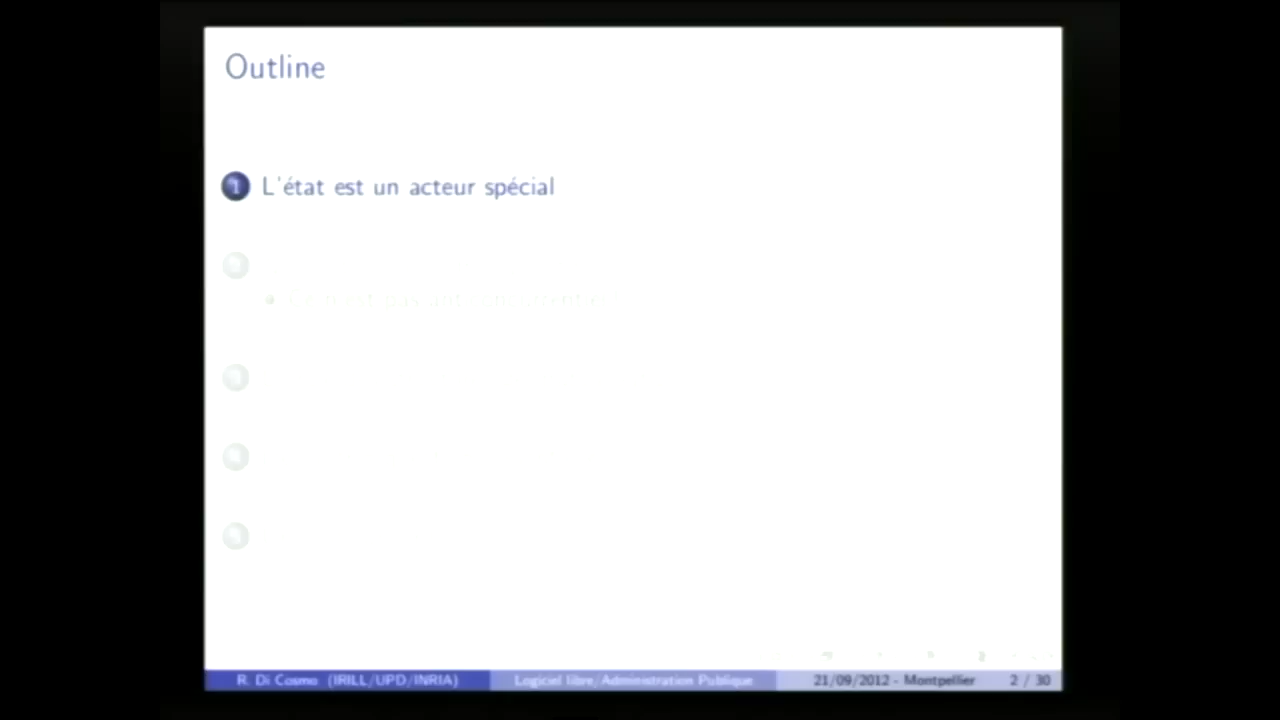 Outline
1 L'état est un acteur spécial
R. Di Cosmo (IRILL/UPD/INRIA) Logiciel libre/Administration Publique 21/09/2012 - Montpellier 2 / 30